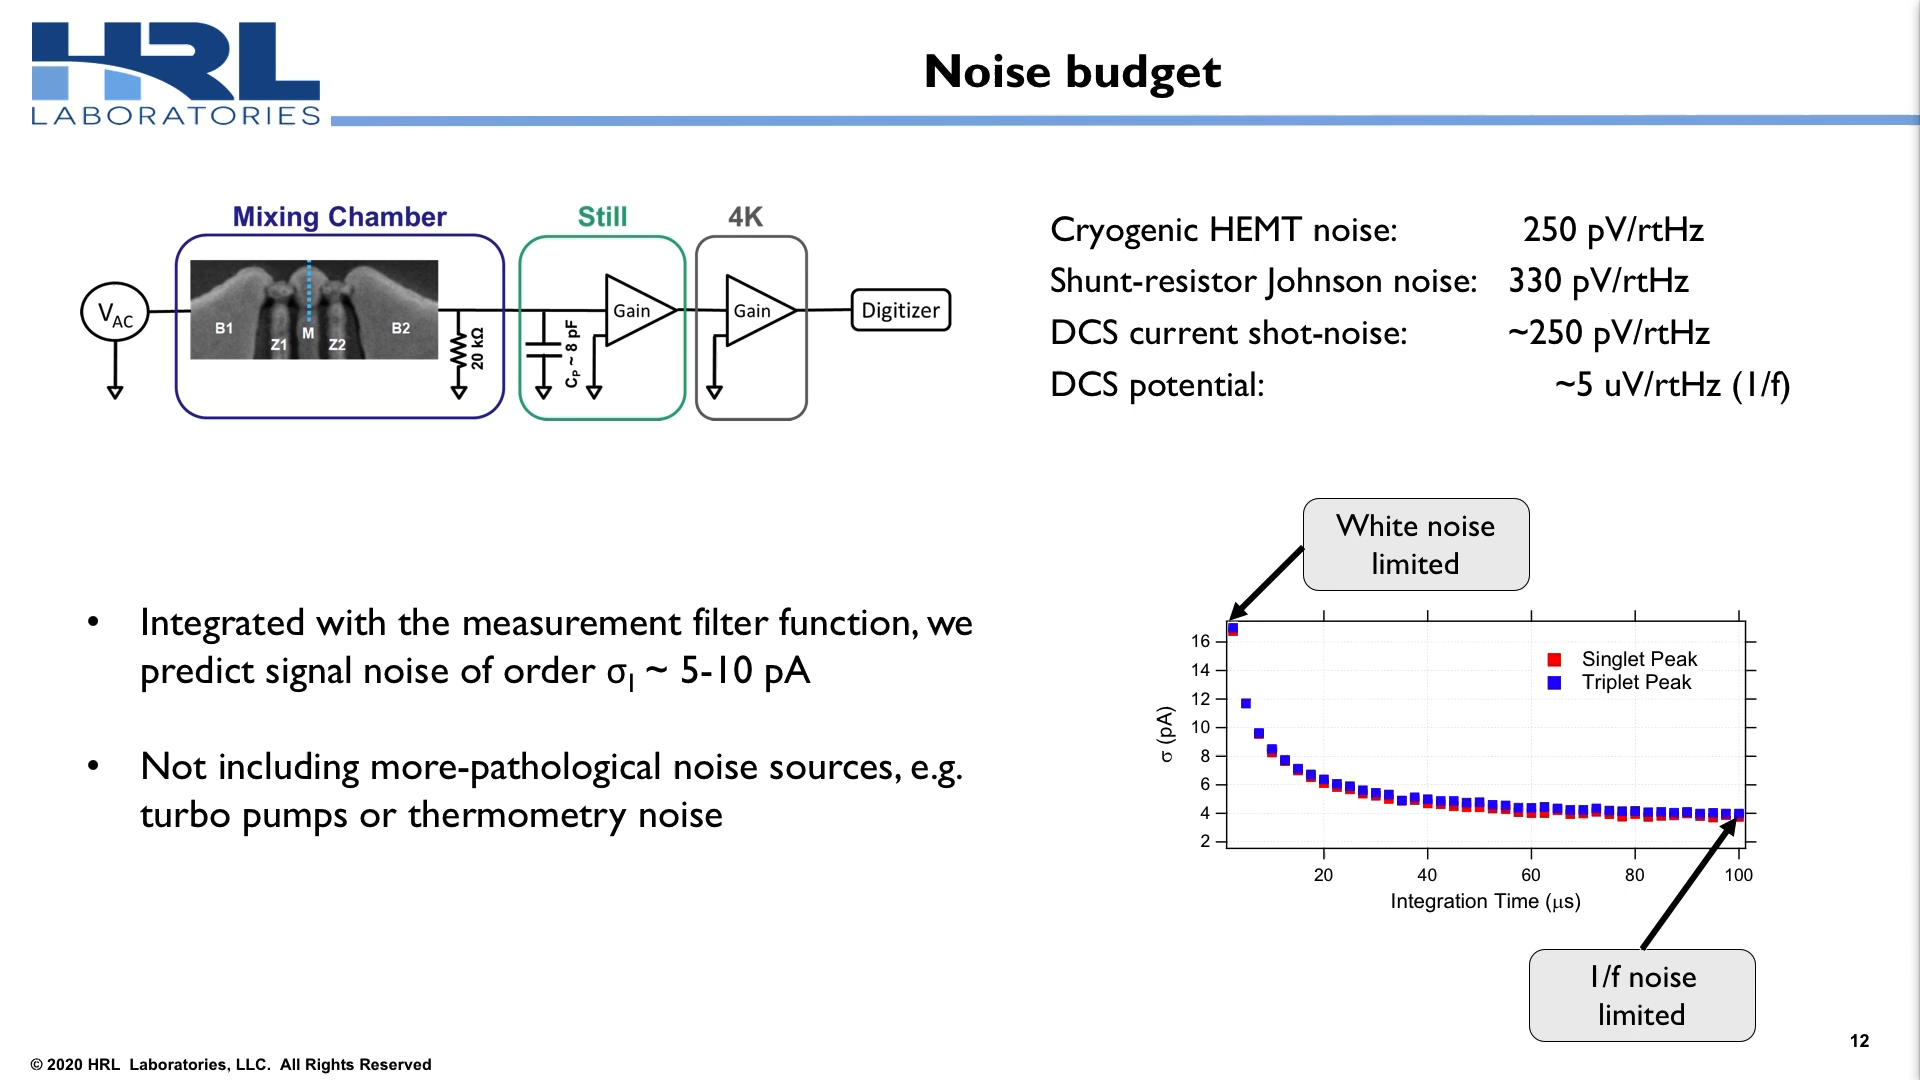 HRL
LABORATORIES
Noise budget
Mixing Chamber
Still
4K
VAC
B1
Z1
M
Z2
B2
20 kΩ
CP ~ 8 pF
Gain
Gain
Digitizer
Cryogenic HEMT noise: 250 pV/rtHz
Shunt-resistor Johnson noise: 330 pV/rtHz
DCS current shot-noise: ~250 pV/rtHz
DCS potential: ~5 uV/rtHz (1/f)
• Integrated with the measurement filter function, we
predict signal noise of order σI ~ 5-10 pA
• Not including more-pathological noise sources, e.g.
turbo pumps or thermometry noise
White noise
limited
Singlet Peak
Triplet Peak
16
14
12
10
8
6
4
2
σ (pA)
20 40 60 80 100
Integration Time (μs)
1/f noise
limited
12
© 2020 HRL Laboratories, LLC. All Rights Reserved